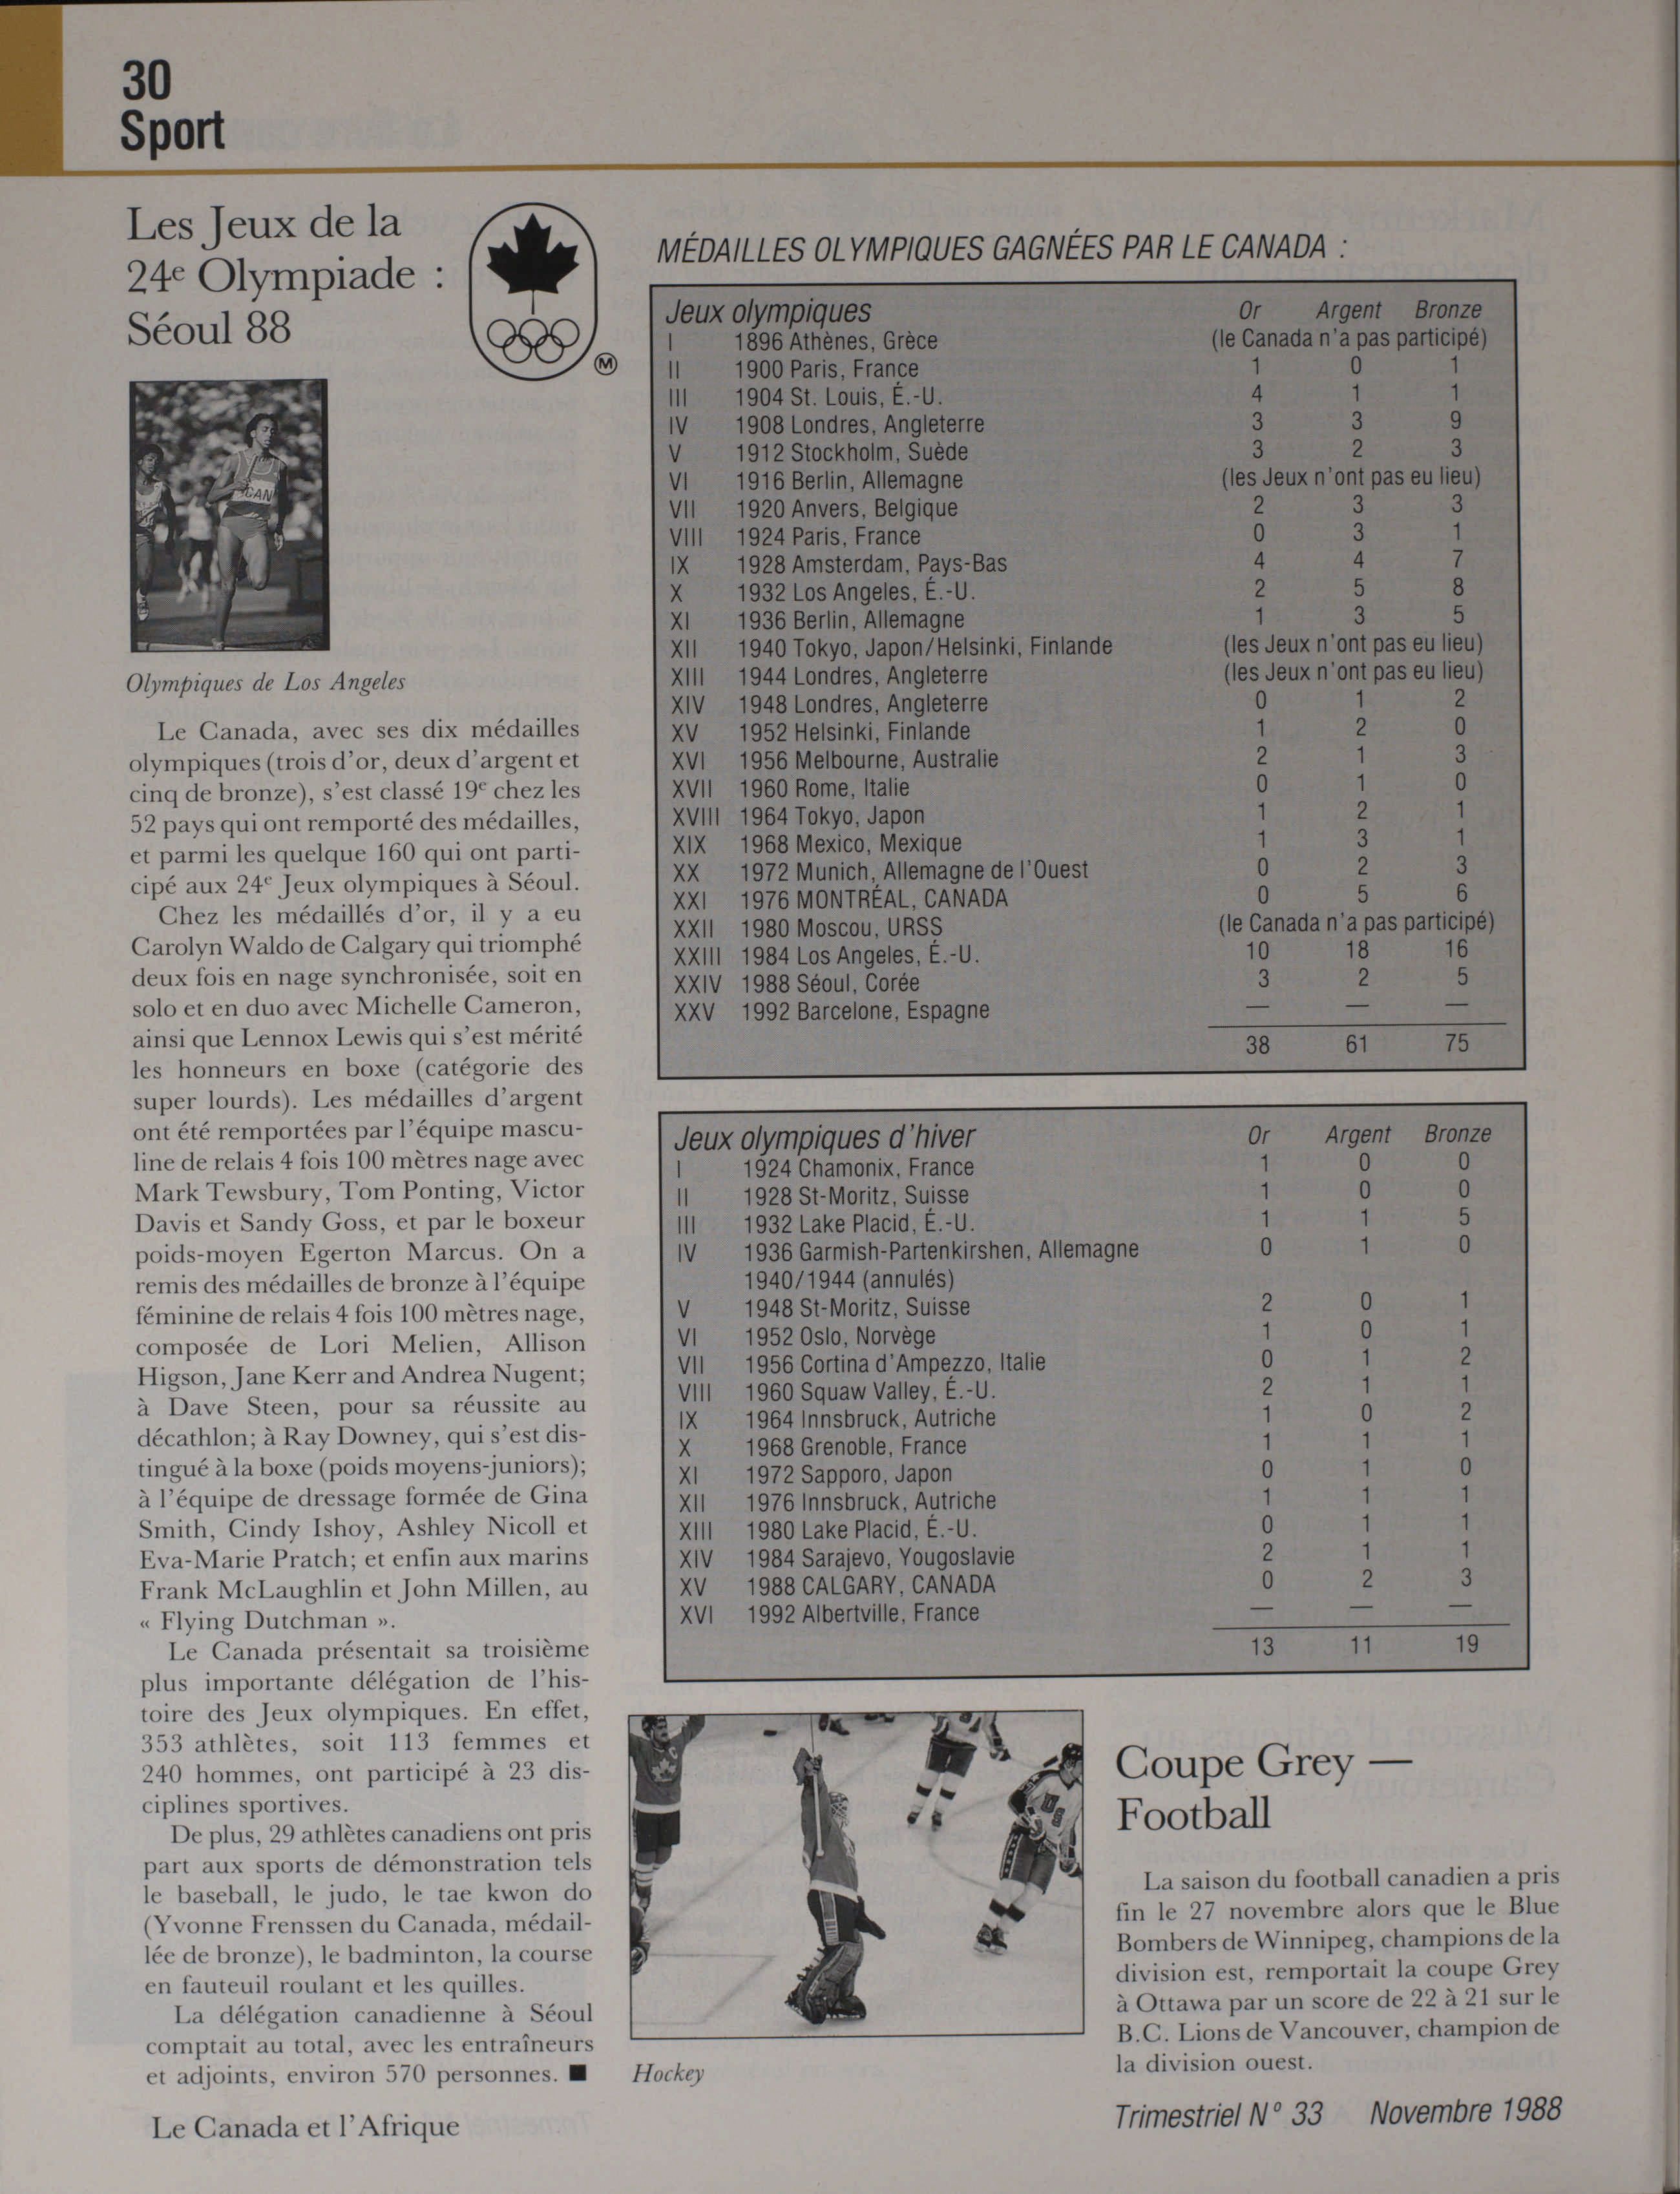 30
Sport
Les Jeux de la
24e Olympiade :
Séoul 88
M
CAN
Olympiques de Los Angeles
Le Canada, avec ses dix médailles
olympiques (trois d'or, deux d'argent et
cinq de bronze), s'est classé 19e chez les
52 pays qui ont remporté des médailles,
et parmi les quelque 160 qui ont parti-
cipé aux 24e Jeux olympiques à Séoul.
Chez les médaillés d'or, il y a eu
Carolyn Waldo de Calgary qui triomphé
deux fois en nage synchronisée, soit en
solo et en duo avec Michelle Cameron,
ainsi que Lennox Lewis qui s'est mérité
les honneurs en boxe (catégorie des
super lourds). Les médailles d'argent
ont été remportées par l'équipe mascu-
line de relais 4 fois 100 mètres nage avec
Mark Tewsbury, Tom Ponting, Victor
Davis et Sandy Goss, et par le boxeur
poids-moyen Egerton Marcus. On a
remis des médailles de bronze à l'équipe
féminine de relais 4 fois 100 mètres nage,
composée de Lori Melien, Allison
Higson, Jane Kerr and Andrea Nugent;
à Dave Steen, pour sa réussite au
décathlon; à Ray Downey, qui s'est dis-
tingué à la boxe (poids moyens-juniors);
à l'équipe de dressage formée de Gina
Smith, Cindy Ishoy, Ashley Nicoll et
Eva-Marie Pratch; et enfin aux marins
Frank McLaughlin et John Millen, au
« Flying Dutchman ».
Le Canada présentait sa troisième
plus importante délégation de l'his-
toire des Jeux olympiques. En effet,
353 athlètes, soit 113 femmes et
240 hommes, ont participé à 23 dis-
ciplines sportives.
De plus, 29 athlètes canadiens ont pris
part aux sports de démonstration tels
le baseball, le judo, le tae kwon do
(Yvonne Frenssen du Canada, médail-
lée de bronze), le badminton, la course
en fauteuil roulant et les quilles.
La délégation canadienne à Séoul
comptait au total, avec les entraîneurs
et adjoints, environ 570 personnes. ■
MÉDAILLES OLYMPIQUES GAGNÉES PAR LE CANADA :
Jeux olympiques Or Argent Bronze
I 1896 Athènes, Grèce (le Canada n'a pas participé)
II 1900 Paris, France 1 0 1
III 1904 St. Louis, É.-U. 4 1 1
IV 1908 Londres, Angleterre 3 3 9
V 1912 Stockholm, Suède 3 2 3
VI 1916 Berlin, Allemagne (les Jeux n'ont pas eu lieu)
VII 1920 Anvers, Belgique 2 3 3
VIII 1924 Paris, France 0 3 1
IX 1928 Amsterdam, Pays-Bas 4 4 7
X 1932 Los Angeles, É.-U. 2 5 8
XI 1936 Berlin, Allemagne 1 3 5
XII 1940 Tokyo, Japon/Helsinki, Finlande (les Jeux n'ont pas eu lieu)
XIII 1944 Londres, Angleterre (les Jeux n'ont pas eu lieu)
XIV 1948 Londres, Angleterre 0 1 2
XV 1952 Helsinki, Finlande 1 2 0
XVI 1956 Melbourne, Australie 2 1 3
XVII 1960 Rome, Italie 0 1 0
XVIII 1964 Tokyo, Japon 1 2 1
XIX 1968 Mexico, Mexique 1 3 1
XX 1972 Munich, Allemagne de l'Ouest 0 2 3
XXI 1976 MONTRÉAL, CANADA 0 5 6
XXII 1980 Moscou, URSS (le Canada n'a pas participé)
XXIII 1984 Los Angeles, É.-U. 10 18 16
XXIV 1988 Séoul, Corée 3 2 5
XXV 1992 Barcelone, Espagne — — —
38 61 75
Jeux olympiques d'hiver Or Argent Bronze
I 1924 Chamonix, France 1 0 0
II 1928 St-Moritz, Suisse 1 0 0
III 1932 Lake Placid, É.-U. 1 1 5
IV 1936 Garmish-Partenkirshen, Allemagne 0 1 0
1940/1944 (annulés)
V 1948 St-Moritz, Suisse 2 0 1
VI 1952 Oslo, Norvège 1 0 1
VII 1956 Cortina d'Ampezzo, Italie 0 1 2
VIII 1960 Squaw Valley, É.-U. 2 1 1
IX 1964 Innsbruck, Autriche 1 0 2
X 1968 Grenoble, France 1 1 1
XI 1972 Sapporo, Japon 0 1 0
XII 1976 Innsbruck, Autriche 1 1 1
XIII 1980 Lake Placid, É.-U. 0 1 1
XIV 1984 Sarajevo, Yougoslavie 2 1 1
XV 1988 CALGARY, CANADA 0 2 3
XVI 1992 Albertville, France — — —
13 11 19
Hockey
Coupe Grey —
Football
La saison du football canadien a pris
fin le 27 novembre alors que le Blue
Bombers de Winnipeg, champions de la
division est, remportait la coupe Grey
à Ottawa par un score de 22 à 21 sur le
B.C. Lions de Vancouver, champion de
la division ouest.
Le Canada et l'Afrique
Trimestriel N° 33 Novembre 1988